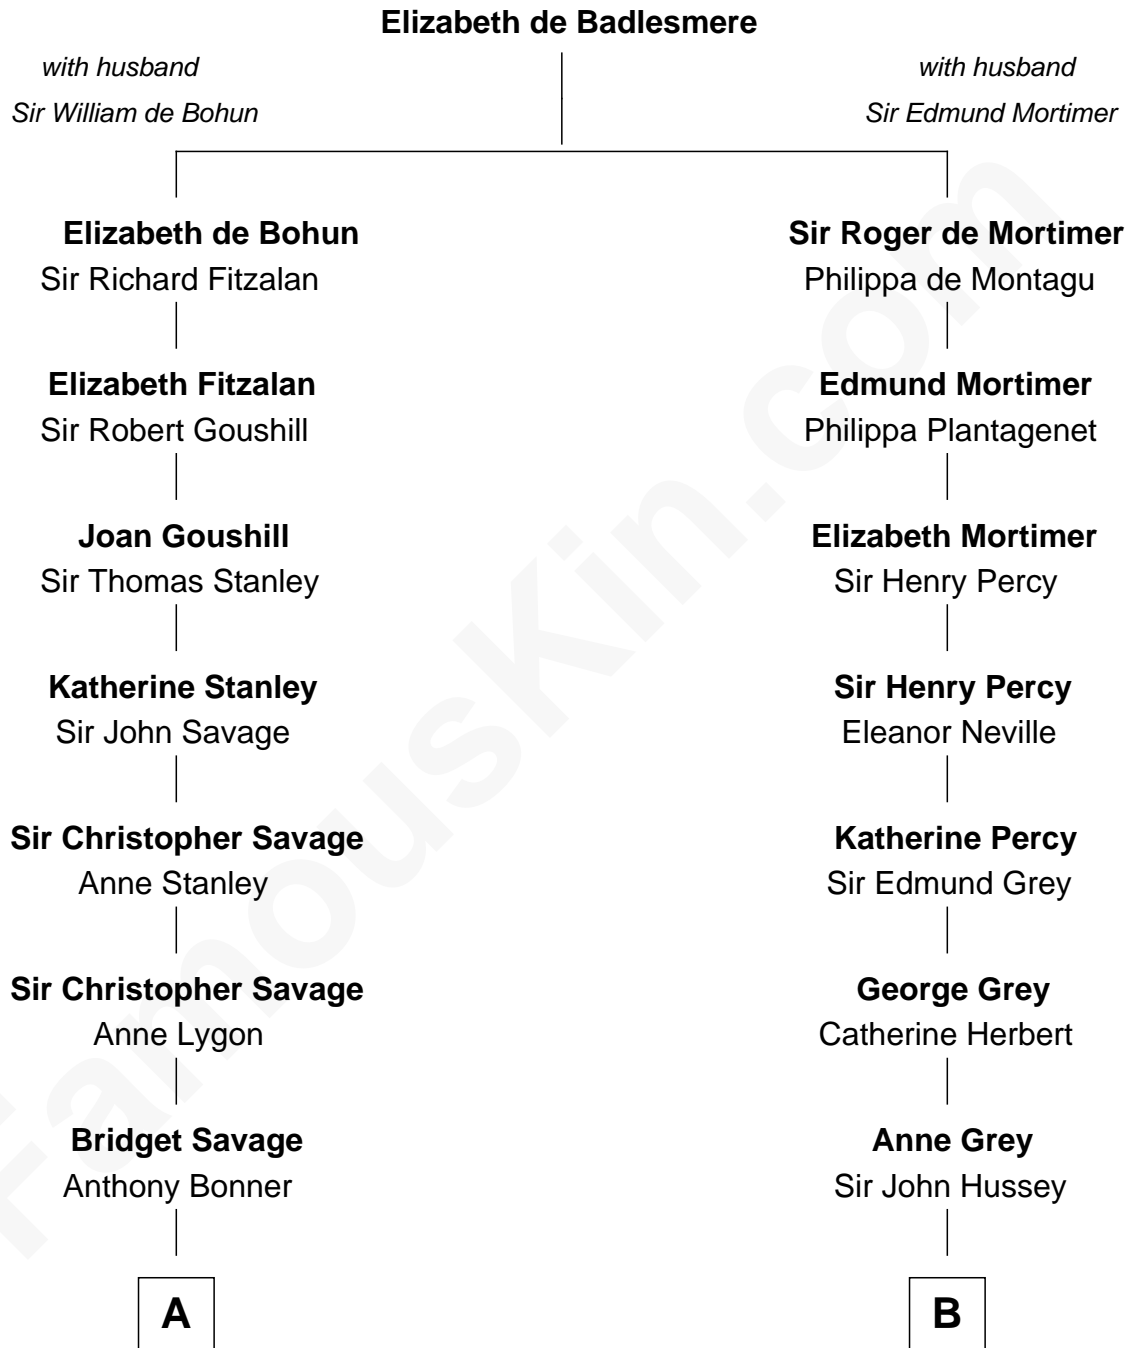 Elizabeth de Badlesmere
with husband
Sir William de Bohun
with husband
Sir Edmund Mortimer
Elizabeth de Bohun
Sir Richard Fitzalan
Sir Roger de Mortimer
Philippa de Montagu
Elizabeth Fitzalan
Sir Robert Goushill
Edmund Mortimer
Philippa Plantagenet
Joan Goushill
Sir Thomas Stanley
Elizabeth Mortimer
Sir Henry Percy
Katherine Stanley
Sir John Savage
Sir Henry Percy
Eleanor Neville
Sir Christopher Savage
Anne Stanley
Katherine Percy
Sir Edmund Grey
Sir Christopher Savage
Anne Lygon
George Grey
Catherine Herbert
Bridget Savage
Anthony Bonner
Anne Grey
Sir John Hussey
A
B
FamousKin.com